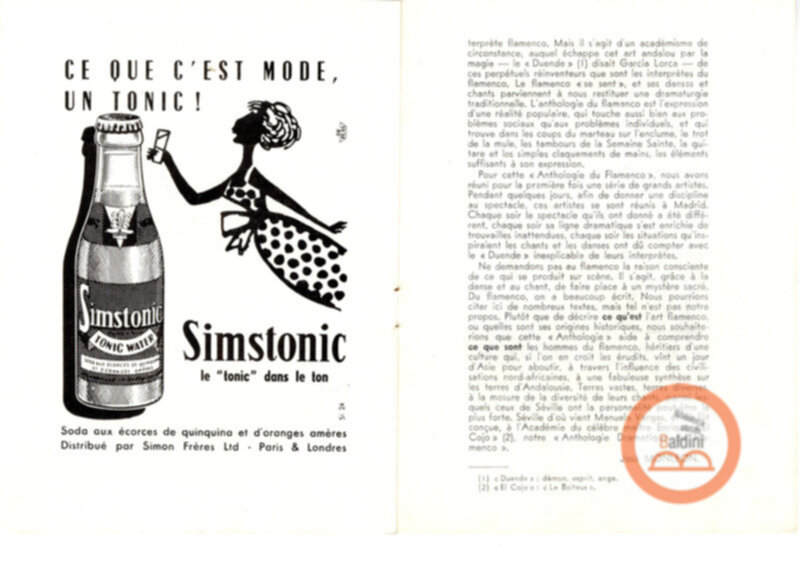 CE QUE C'EST MODE,
UN TONIC !
Simstonic
TONIC WATER
Simstonic
le "tonic" dans le ton
Soda aux écorces de quinquina et d'oranges amères
Distribué par Simon Frères Ltd - Paris & Londres
terprète flamenco. Mais il s'agit d'un académisme de
circonstance, auquel échappe cet art andalou par la
magie — le « Duende » (1) disait Garcia Lorca — de
ces perpétuels réinventeurs que sont les interprètes du
flamenco. Le flamenco « se sent », et ses danses et
chants parviennent à nous restituer une dramaturgie
traditionnelle. L'anthologie du flamenco est l'expression
d'une réalité populaire, qui touche aussi bien aux pro-
blèmes sociaux qu'aux problèmes individuels, et qui
trouve dans les coups du marteau sur l'enclume, le trot
de la mule, les tambours de la Semaine Sainte, la gui-
tare et les simples claquements de mains, les éléments
suffisants à son expression.
Pour cette « Anthologie du Flamenco », nous avons
réuni pour la première fois une série de grands artistes.
Pendant quelques jours, afin de donner une discipline
au spectacle, ces artistes se sont réunis à Madrid.
Chaque soir le spectacle qu'ils ont donné a été diffé-
rent, chaque soir sa ligne dramatique s'est enrichie de
trouvailles inattendues, chaque soir les situations qu'ins-
piraient les chants et les danses ont dû compter avec
le « Duende » inexplicable de leurs interprètes.
Ne demandons pas au flamenco la raison consciente
de ce qui se produit sur scène. Il s'agit, grâce à la
danse et au chant, de faire place à un mystère sacré.
Du flamenco, on a beaucoup écrit. Nous pourrions
citer ici de nombreux textes, mais tel n'est pas notre
propos. Plutôt que de décrire ce qu'est l'art flamenco,
ou quelles sont ses origines historiques, nous souhaite-
rions que cette « Anthologie » aide à comprendre
ce que sont les hommes du flamenco, héritiers d'une
culture qui, si l'on en croit les érudits, vint un jour
d'Asie pour aboutir, à travers l'influence des civili-
sations nord-africaines, à une fabuleuse synthèse sur
les terres d'Andalousie. Terres vastes, terres diverses,
à la mesure de la diversité de leurs chants, parmi les-
quels ceux de Séville ont la personnalité peut-être la
plus forte. Séville d'où vient Manuela Vargas.
conçue, à l'Académie du célèbre maître Enrique
Cojo » (2), notre « Anthologie Dramatique
menco ».
MONLEON.
(1) « Duende » : démon, esprit, ange.
(2) « El Cojo » : « Le Boiteux ».
Baldini